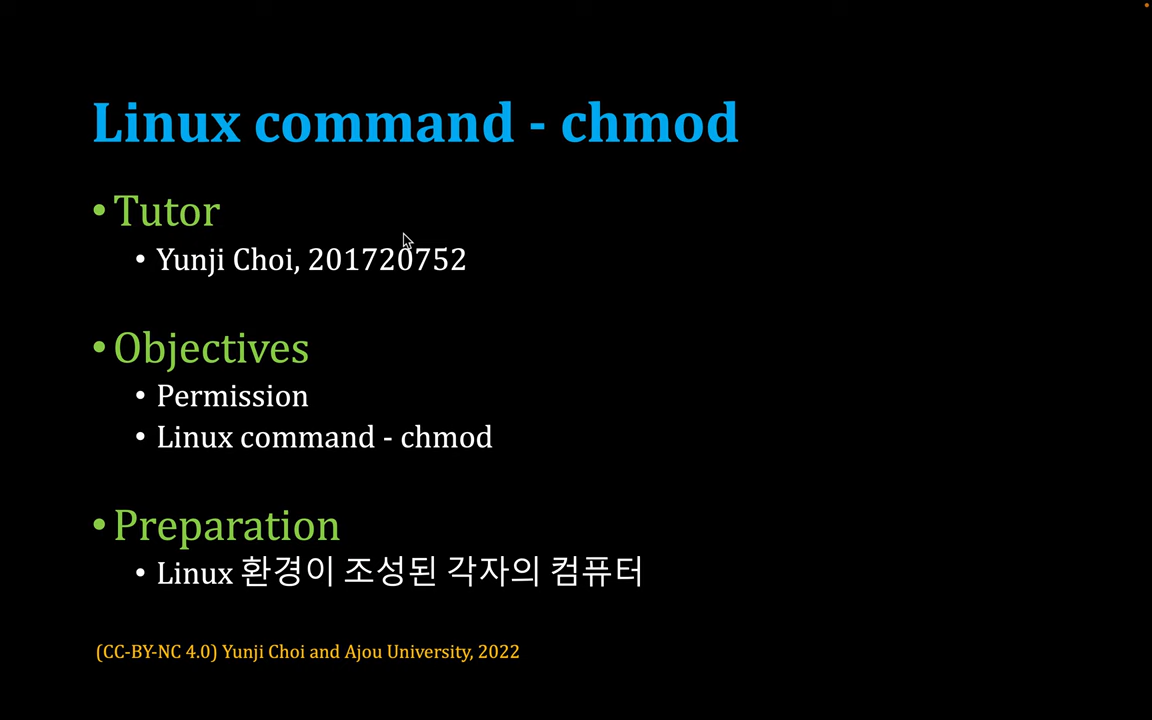 Linux command - chmod
• Tutor
• Yunji Choi, 201720752
• Objectives
• Permission
• Linux command - chmod
• Preparation
• Linux 환경이 조성된 각자의 컴퓨터
(CC-BY-NC 4.0) Yunji Choi and Ajou University, 2022